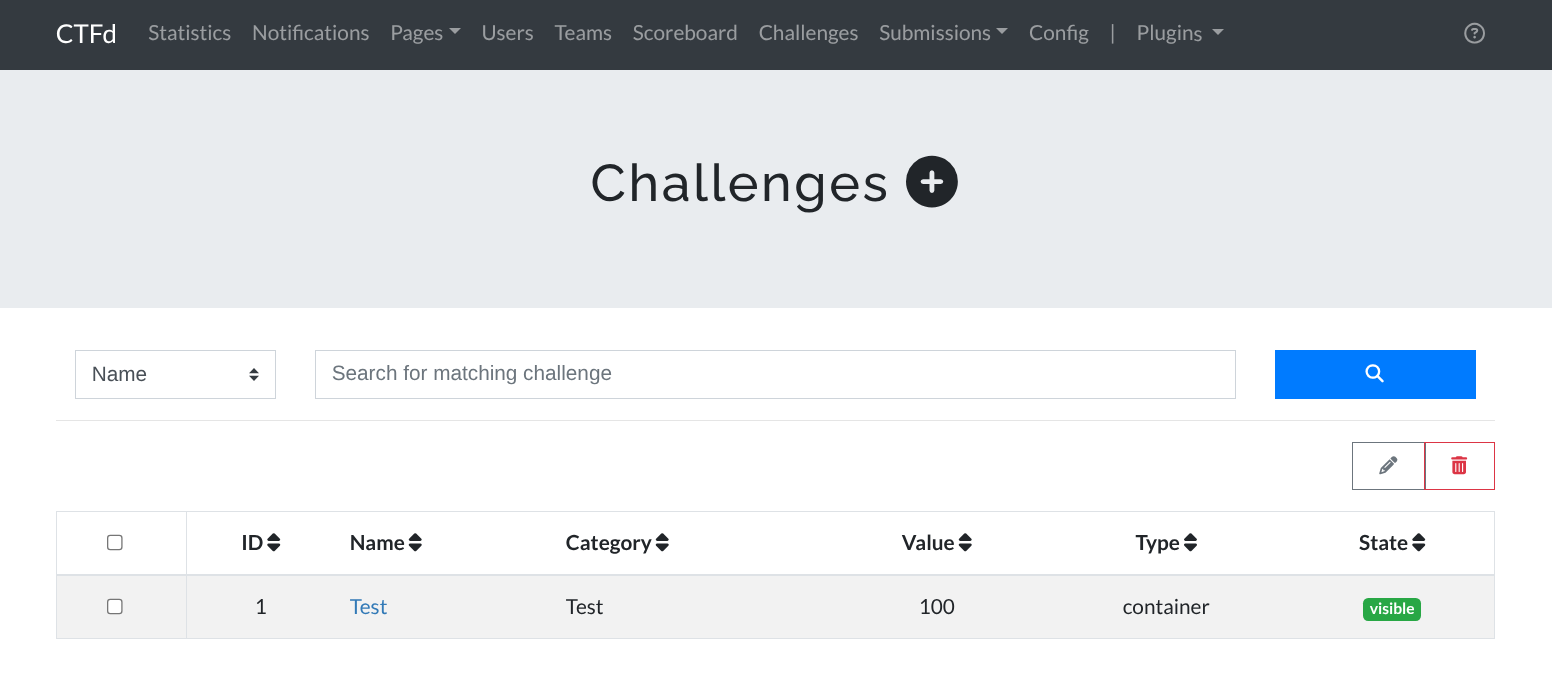 CTFd Statistics Notifications Pages Users Teams Scoreboard Challenges Submissions Config | Plugins
Challenges
Name Search for matching challenge
ID Name Category Value Type State
1 Test Test 100 container visible